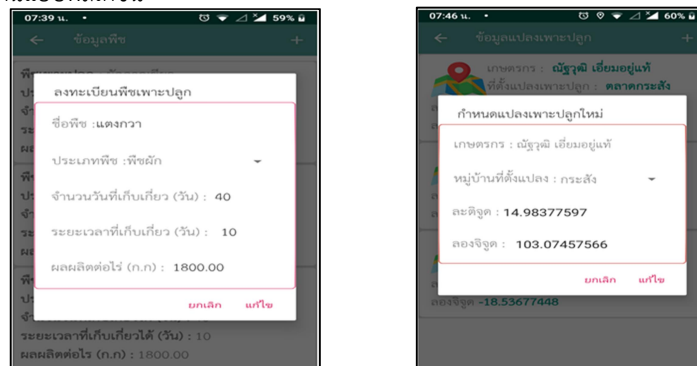 07:39 น. • 59%
ข้อมูลพืช +
ลงทะเบียนพืชเพาะปลูก
ชื่อพืช :แตงกวา
ประเภทพืช :พืชผัก
จำนวนวันที่เก็บเกี่ยว (วัน) : 40
ระยะเวลาที่เก็บเกี่ยว (วัน) : 10
ผลผลิตต่อไร่ (ก.ก) : 1800.00
ยกเลิก แก้ไข
ระยะเวลาที่เก็บเกี่ยวได้ (วัน) : 10
ผลผลิตต่อไร่ (ก.ก) : 1800.00
07:46 น. • 60%
ข้อมูลแปลงเพาะปลูก +
เกษตรกร : ณัฐวุฒิ เอี่ยมอยู่แท้
ที่ตั้งแปลงเพาะปลูก : ตลาดกระสัง
กำหนดแปลงเพาะปลูกใหม่
เกษตรกร : ณัฐวุฒิ เอี่ยมอยู่แท้
หมู่บ้านที่ตั้งแปลง : กระสัง
ละติจูด : 14.98377597
ลองจิจูด : 103.07457566
ยกเลิก แก้ไข
ลองจิจูด -18.53677448